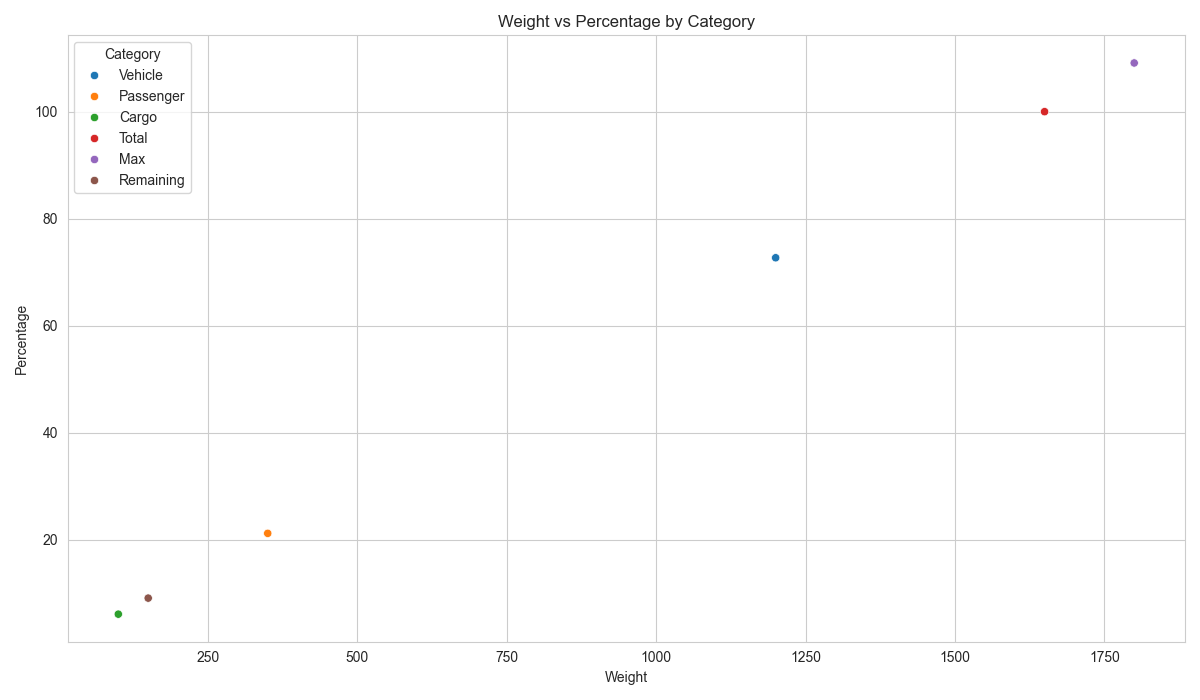 Weight vs Percentage by Category
Category
Vehicle
Passenger
Cargo
Total
Max
Remaining
Percentage
100
80
60
40
20
250 500 750 1000 1250 1500 1750
Weight